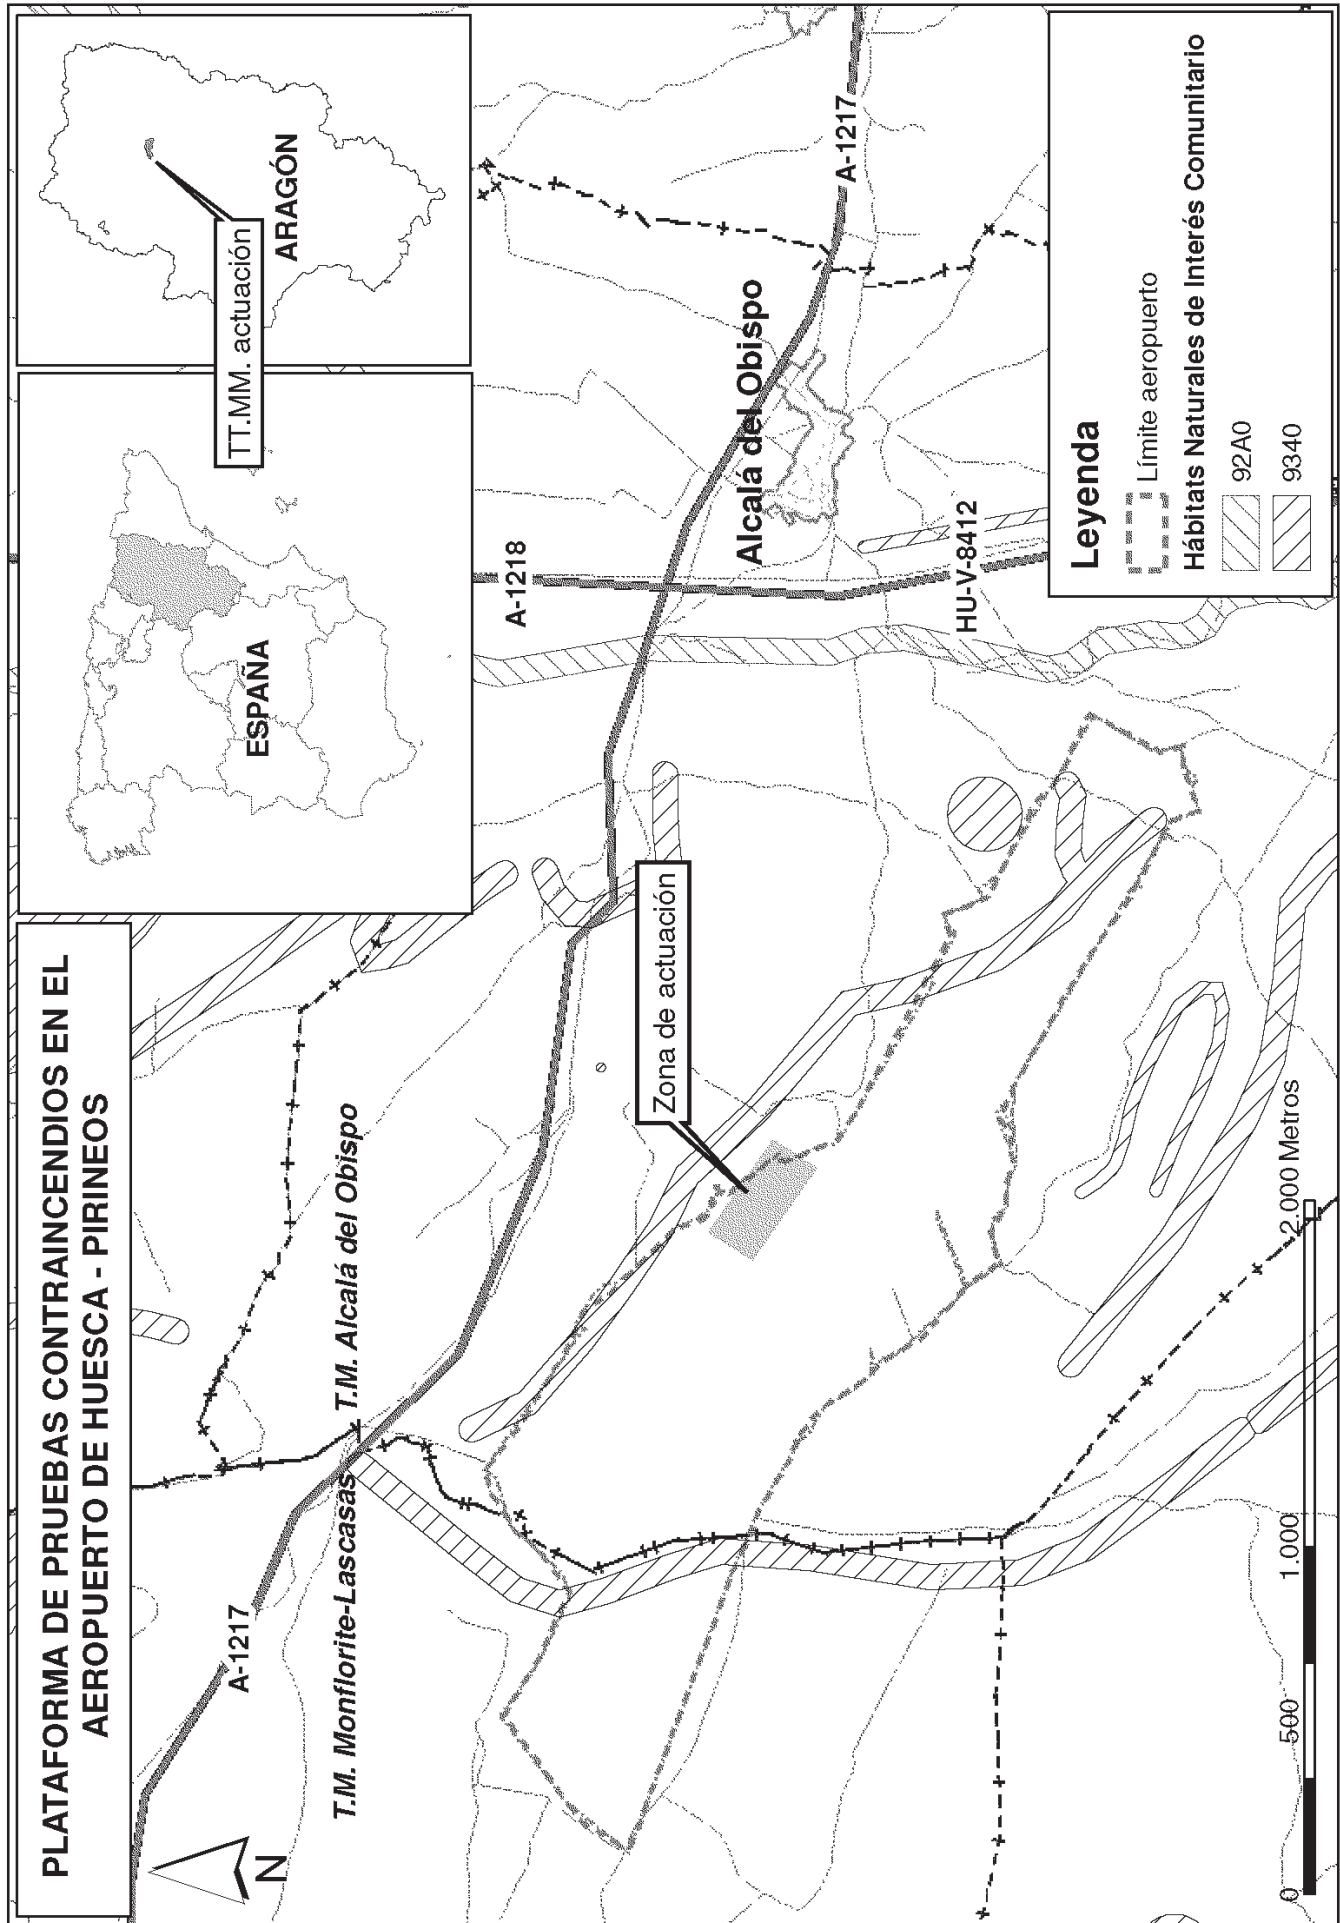 PLATAFORMA DE PRUEBAS CONTRAINCENDIOS EN EL
AEROPUERTO DE HUESCA - PIRINEOS
ESPAÑA
TT.MM. actuación
ARAGÓN
N
A-1217
T.M. Monflorite-Lascasas
T.M. Alcalá del Obispo
A-1218
Zona de actuación
Alcalá del Obispo
A-1217
HU-V-8412
Leyenda
Límite aeropuerto
Hábitats Naturales de Interés Comunitario
92A0
9340
0 500 1.000 2.000 Metros